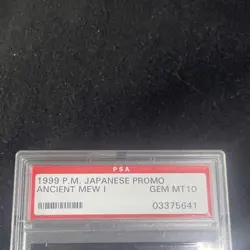 PSA
1999 P.M. JAPANESE PROMO
ANCIENT MEW I GEM MT10
03375641